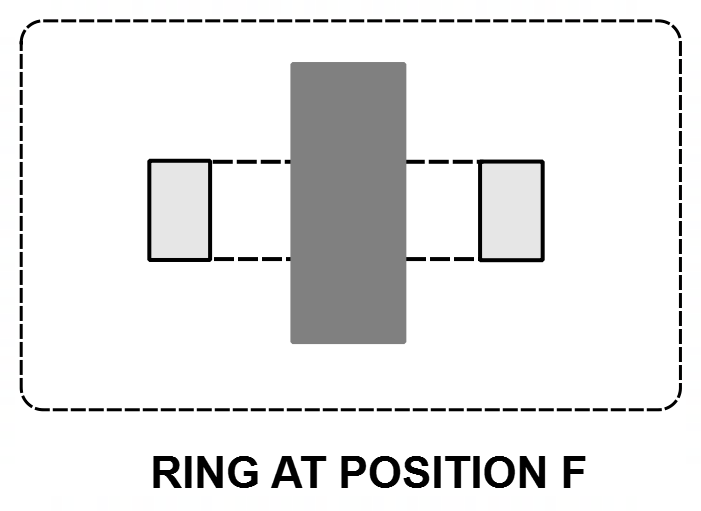 RING AT POSITION F